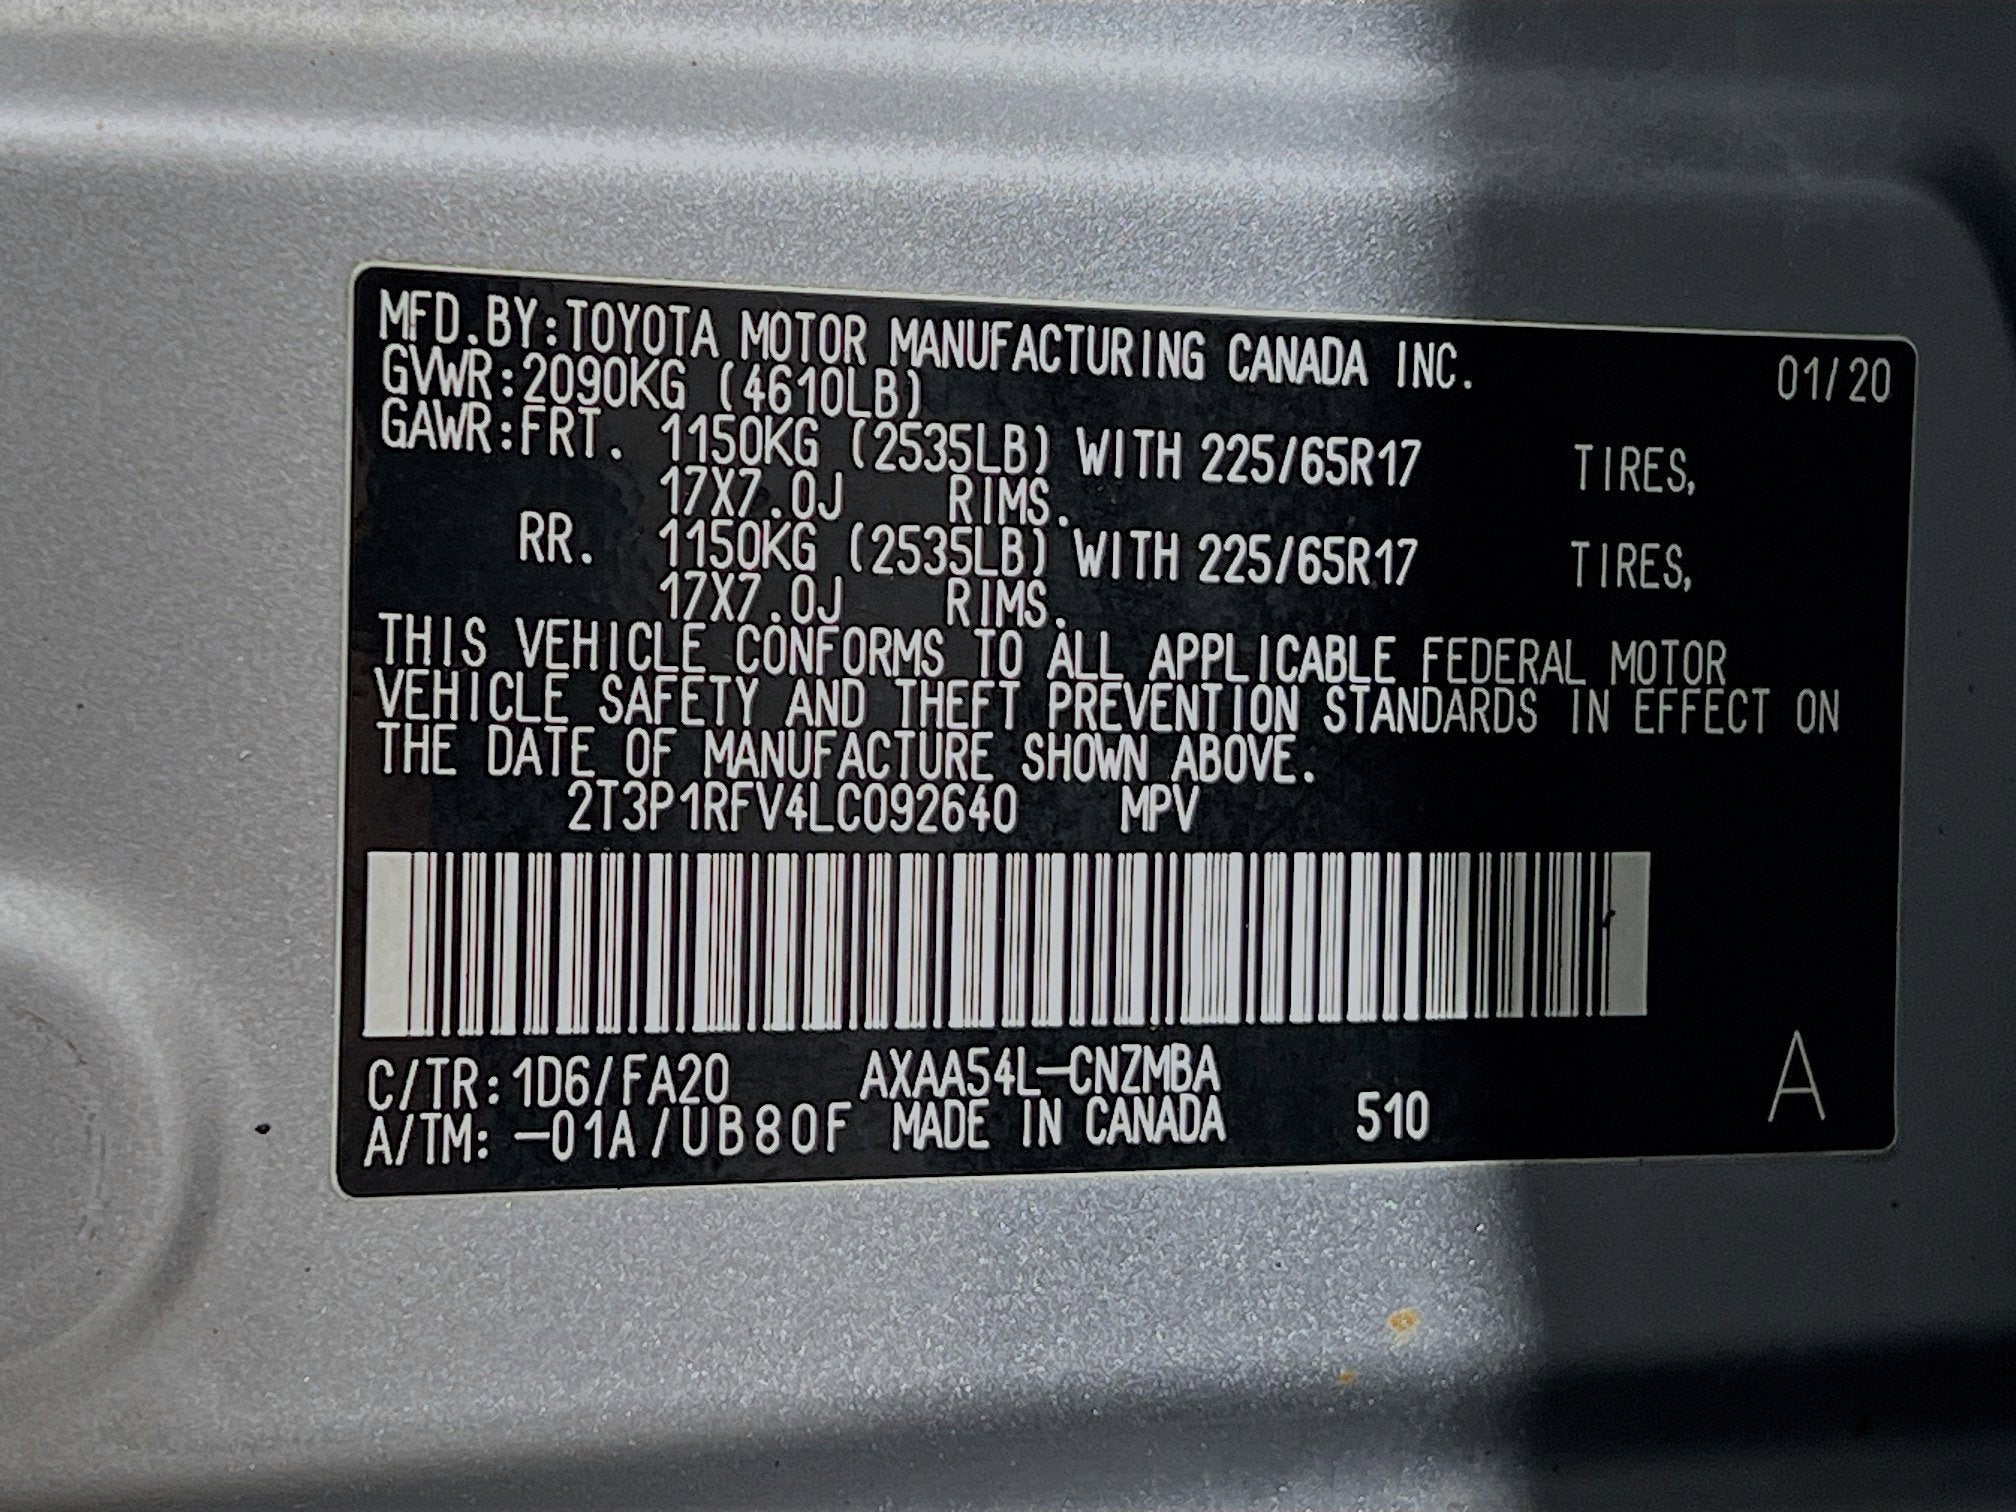 MFD.BY:TOYOTA MOTOR MANUFACTURING CANADA INC. 01/20
GVWR:2090KG (4610LB)
GAWR:FRT. 1150KG (2535LB) WITH 225/65R17 TIRES,
17X7.0J RIMS.
RR. 1150KG (2535LB) WITH 225/65R17 TIRES,
17X7.0J RIMS.
THIS VEHICLE CONFORMS TO ALL APPLICABLE FEDERAL MOTOR
VEHICLE SAFETY AND THEFT PREVENTION STANDARDS IN EFFECT ON
THE DATE OF MANUFACTURE SHOWN ABOVE.
2T3P1RFV4LC092640 MPV
C/TR:1D6/FA20 AXAA54L-CNZMBA
A/TM: -01A/UB80F MADE IN CANADA 510 A